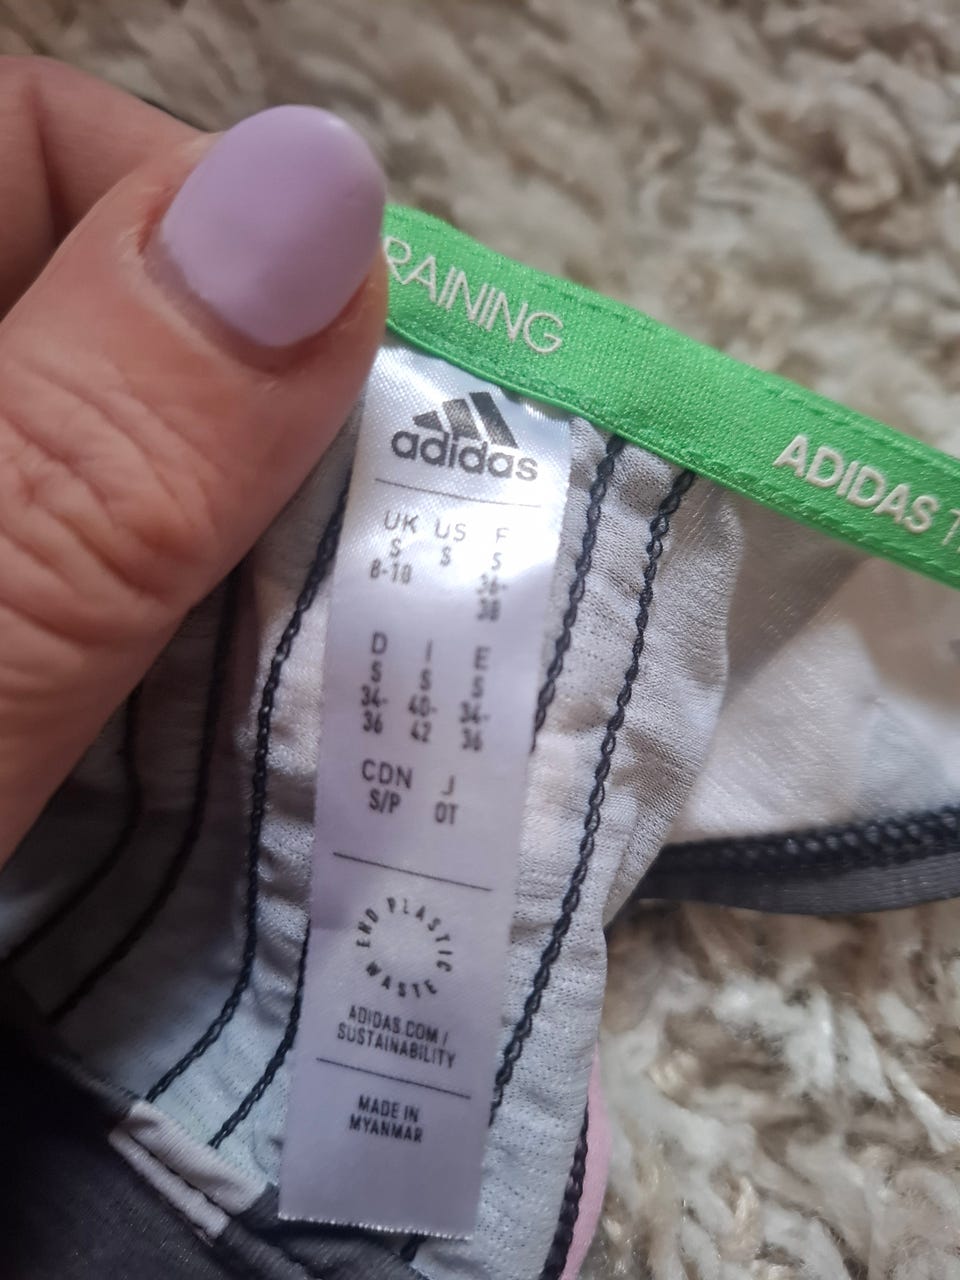 RAINING
ADIDAS T
adidas
UK US F
S S S
8-10 36-
38
D I E
S S S
34- 40- 34-
36 42 36
CDN J
S/P OT
END PLASTIC WASTE
ADIDAS.COM/
SUSTAINABILITY
MADE IN
MYANMAR